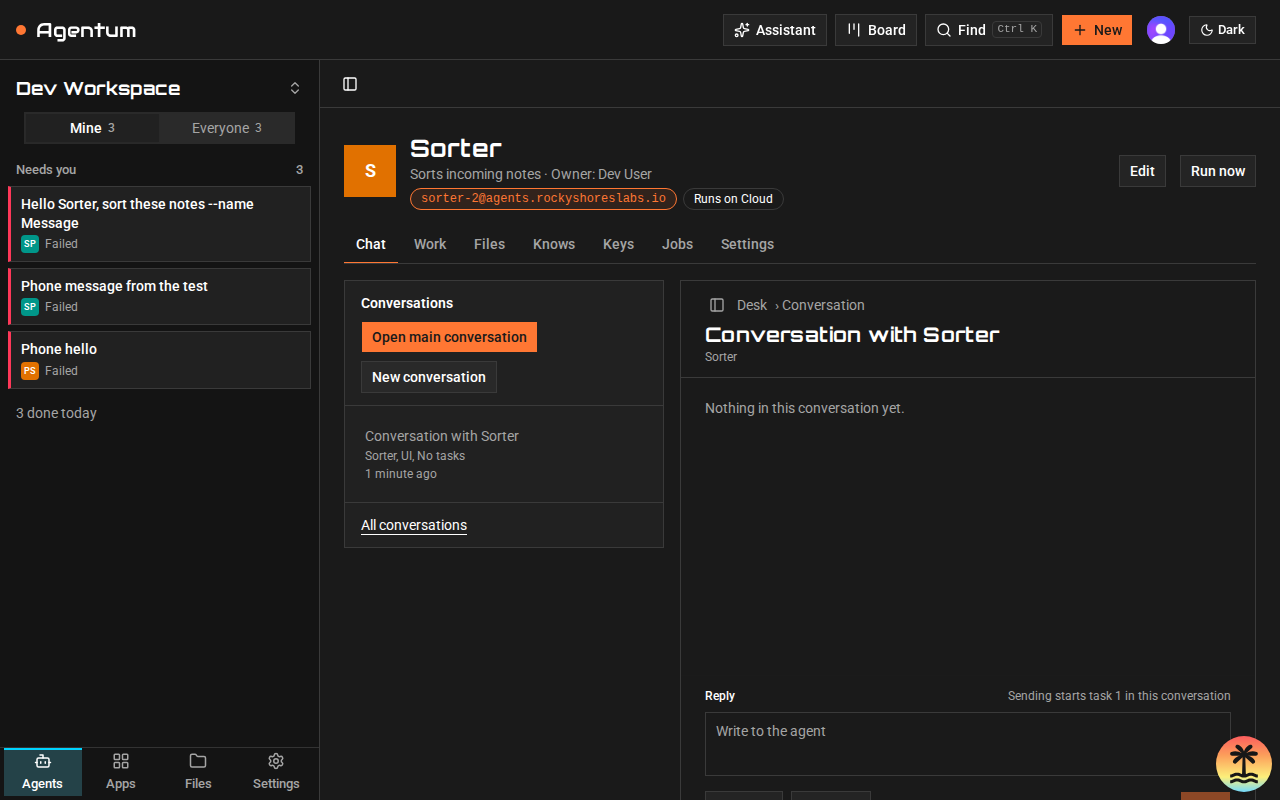 Agentum
Assistant
Board
Find Ctrl K
New
Dark
Dev Workspace
Mine 3
Everyone 3
Needs you 3
Hello Sorter, sort these notes --name
Message
SP Failed
Phone message from the test
SP Failed
Phone hello
PS Failed
3 done today
Agents
Apps
Files
Settings
S
Sorter
Sorts incoming notes · Owner: Dev User
sorter-2@agents.rockyshoreslabs.io
Runs on Cloud
Edit
Run now
Chat
Work
Files
Knows
Keys
Jobs
Settings
Conversations
Open main conversation
New conversation
Conversation with Sorter
Sorter, UI, No tasks
1 minute ago
All conversations
Desk › Conversation
Conversation with Sorter
Sorter
Nothing in this conversation yet.
Reply
Sending starts task 1 in this conversation
Write to the agent